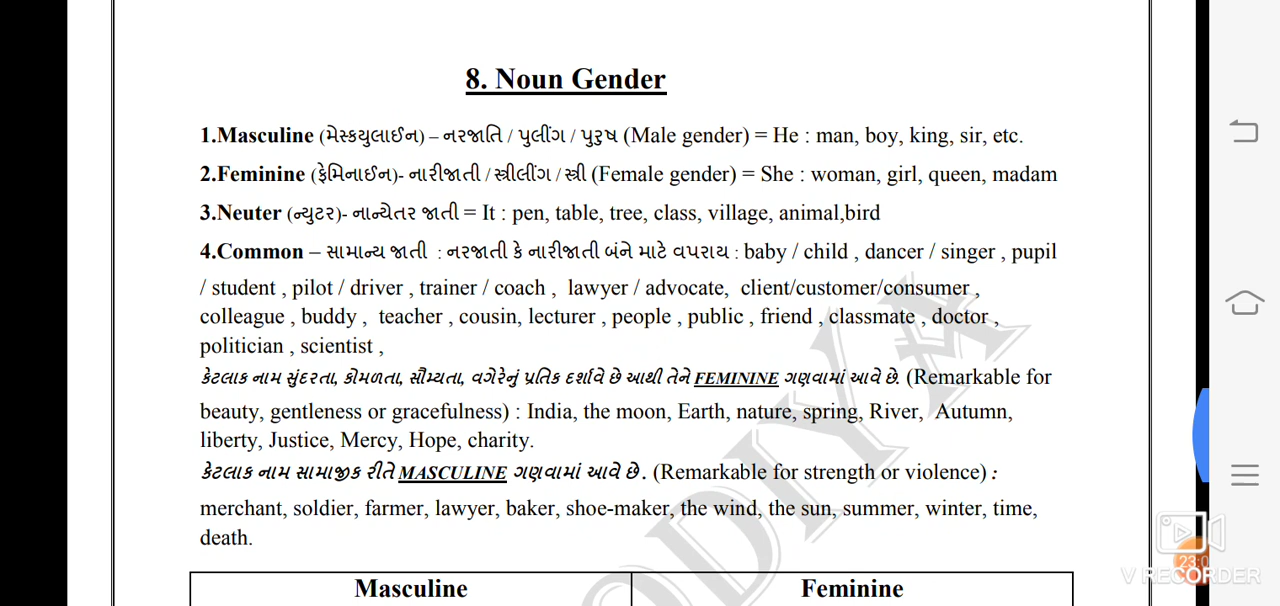 8. Noun Gender
1.Masculine (મેસ્કયુલાઈન) – નરજાતિ / પુલીંગ / પુરુષ (Male gender) = He : man, boy, king, sir, etc.
2.Feminine (ફેમિનાઈન)- નારીજાતી / સ્ત્રીલીંગ / સ્ત્રી (Female gender) = She : woman, girl, queen, madam
3.Neuter (ન્યુટર)- નાન્યેતર જાતી = It : pen, table, tree, class, village, animal,bird
4.Common – સામાન્ય જાતી : નરજાતી કે નારીજાતી બંને માટે વપરાય : baby / child , dancer / singer , pupil
/ student , pilot / driver , trainer / coach , lawyer / advocate, client/customer/consumer ,
colleague , buddy , teacher , cousin, lecturer , people , public , friend , classmate , doctor ,
politician , scientist ,
કેટલાક નામ સુંદરતા, કોમળતા, સૌમ્યતા, વગેરેનું પ્રતિક દર્શાવે છે આથી તેને FEMININE ગણવામાં આવે છે. (Remarkable for
beauty, gentleness or gracefulness) : India, the moon, Earth, nature, spring, River, Autumn,
liberty, Justice, Mercy, Hope, charity.
કેટલાક નામ સામાજીક રીતે MASCULINE ગણવામાં આવે છે. (Remarkable for strength or violence) :
merchant, soldier, farmer, lawyer, baker, shoe-maker, the wind, the sun, summer, winter, time,
death.
Masculine Feminine
ODIYA
23:0
V RECORDER